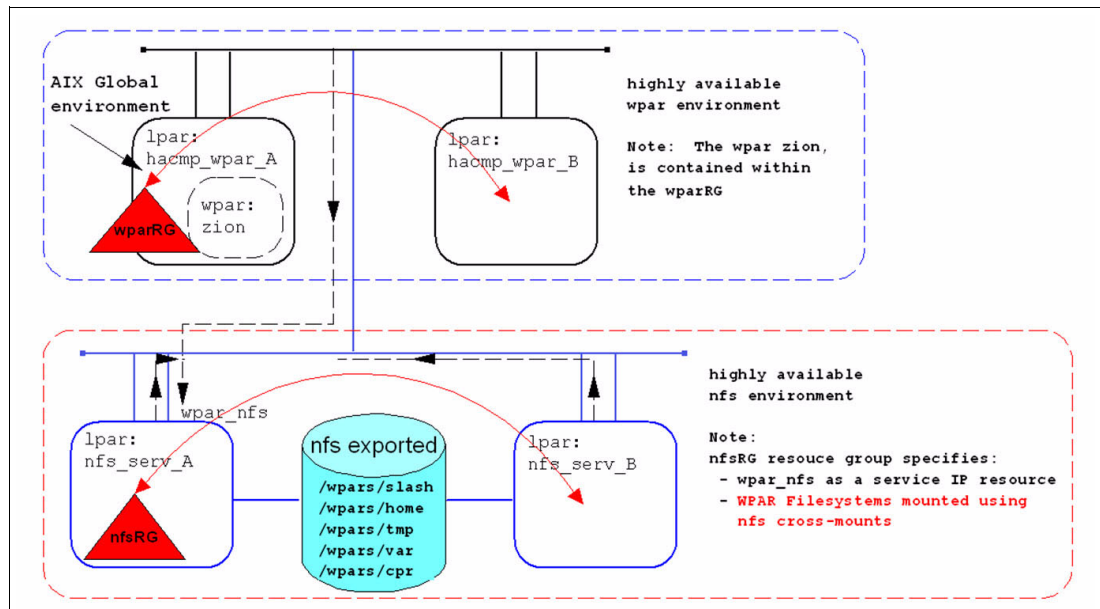 AIX Global
environment
lpar:
hacmp_wpar_A
wpar:
zion
wparRG
lpar:
hacmp_wpar_B
highly available
wpar environment
Note: The wpar zion,
is contained within
the wparRG
wpar_nfs
lpar:
nfs_serv_A
nfsRG
nfs exported
/wpars/slash
/wpars/home
/wpars/tmp
/wpars/var
/wpars/cpr
lpar:
nfs_serv_B
highly available
nfs environment
Note:
nfsRG resouce group specifies:
- wpar_nfs as a service IP resource
- WPAR Filesystems mounted using
nfs cross-mounts